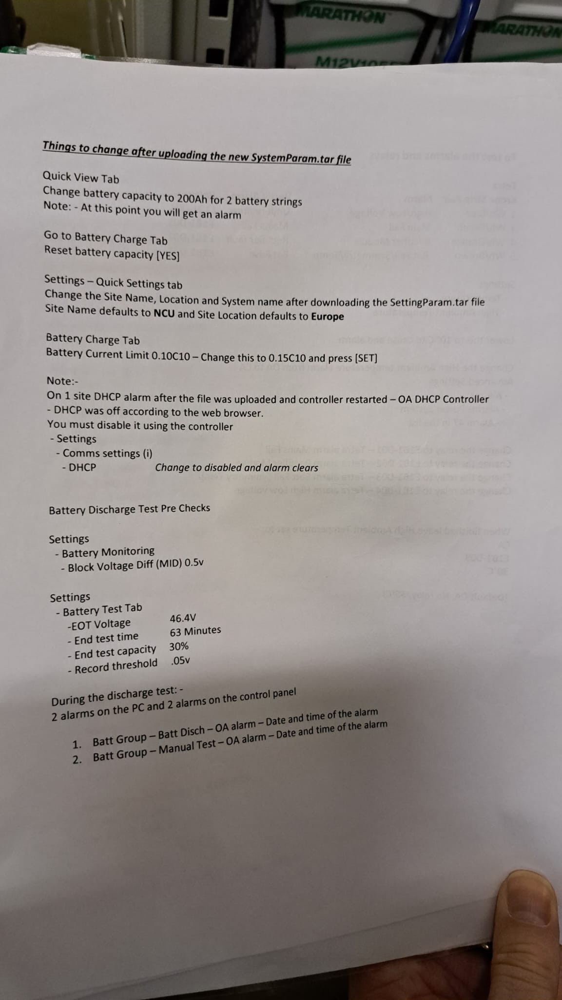 MARATHON
MARATHON
M12V105FT
Things to change after uploading the new SystemParam.tar file
Quick View Tab
Change battery capacity to 200Ah for 2 battery strings
Note: - At this point you will get an alarm
Go to Battery Charge Tab
Reset battery capacity [YES]
Settings – Quick Settings tab
Change the Site Name, Location and System name after downloading the SettingParam.tar file
Site Name defaults to NCU and Site Location defaults to Europe
Battery Charge Tab
Battery Current Limit 0.10C10 – Change this to 0.15C10 and press [SET]
Note:-
On 1 site DHCP alarm after the file was uploaded and controller restarted – OA DHCP Controller
- DHCP was off according to the web browser.
You must disable it using the controller
- Settings
- Comms settings (i)
- DHCP Change to disabled and alarm clears
Battery Discharge Test Pre Checks
Settings
- Battery Monitoring
- Block Voltage Diff (MID) 0.5v
Settings
- Battery Test Tab
-EOT Voltage 46.4V
- End test time 63 Minutes
- End test capacity 30%
- Record threshold .05v
During the discharge test: -
2 alarms on the PC and 2 alarms on the control panel
1. Batt Group – Batt Disch – OA alarm – Date and time of the alarm
2. Batt Group – Manual Test – OA alarm – Date and time of the alarm